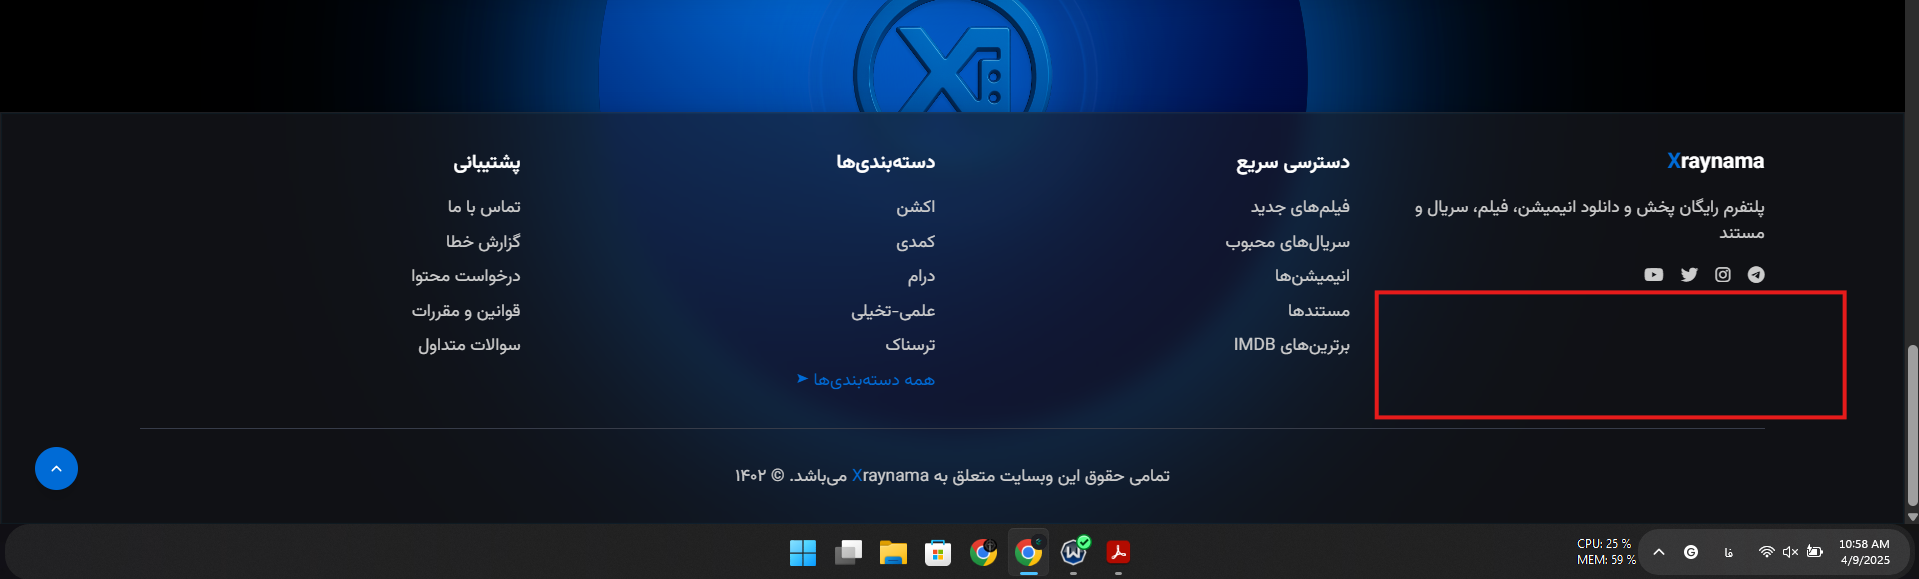 Xraynama
پلتفرم رایگان پخش و دانلود انیمیشن، فیلم، سریال و
مستند
دسترسی سریع
فیلم‌های جدید
سریال‌های محبوب
انیمیشن‌ها
مستندها
برترین‌های IMDB
دسته‌بندی‌ها
اکشن
کمدی
درام
علمی-تخیلی
ترسناک
همه دسته‌بندی‌ها
پشتیبانی
تماس با ما
گزارش خطا
درخواست محتوا
قوانین و مقررات
سوالات متداول
تمامی حقوق این وبسایت متعلق به Xraynama می‌باشد. © ۱۴۰۲
CPU: 25 %
MEM: 59 %
فا
10:58 AM
4/9/2025